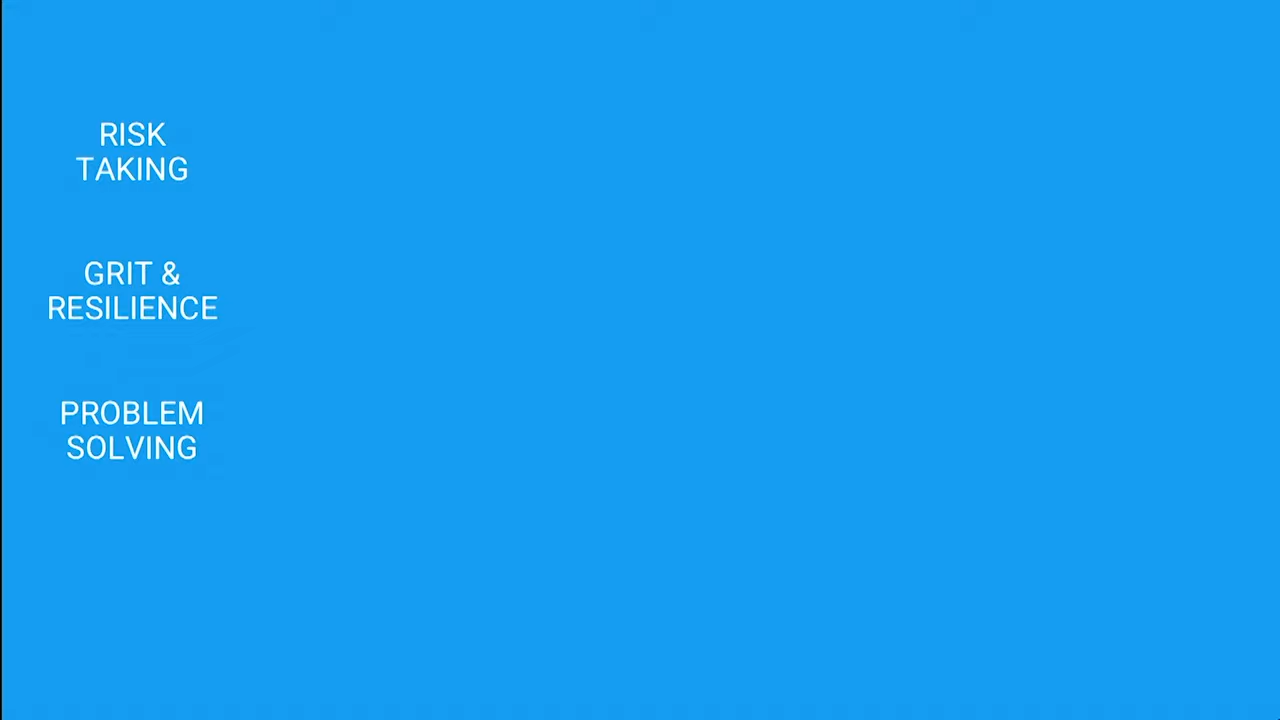 RISK
TAKING
GRIT &
RESILIENCE
PROBLEM
SOLVING